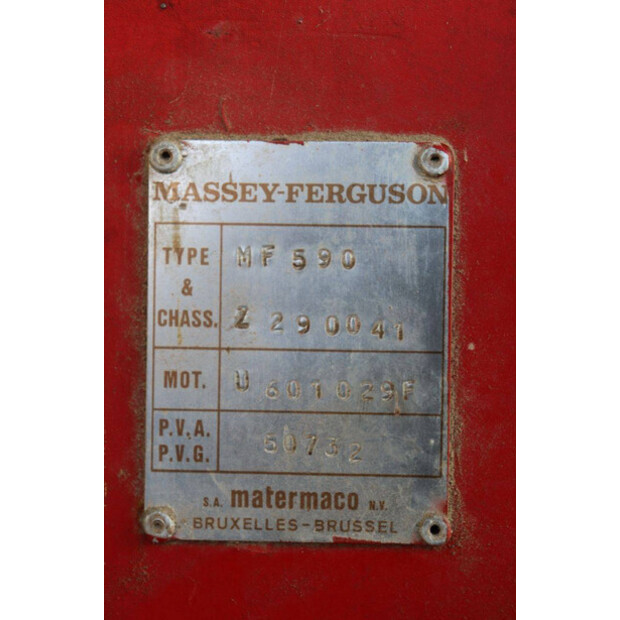 MASSEY-FERGUSON
TYPE & CHASS. MF 590
Z 290041
MOT. U 601029F
P.V.A. P.V.G. 50732
S.A. matermaco N.V.
BRUXELLES-BRUSSEL